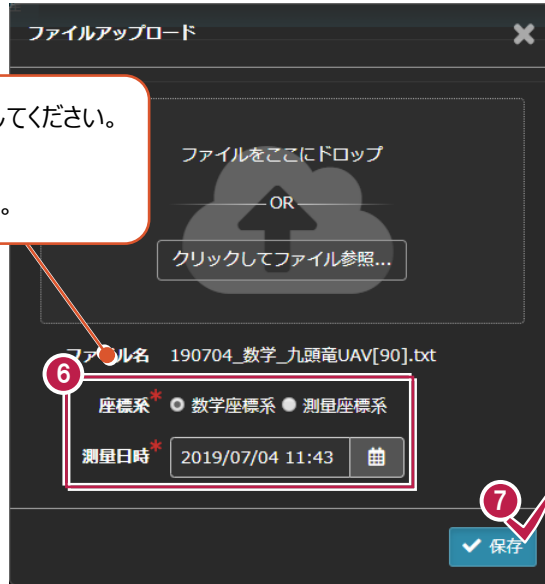 ファイルアップロード
してください。
。
ファイルをここにドロップ
OR
クリックしてファイル参照...
ファイル名 190704_数学_九頭竜UAV[90].txt
6
座標系* 数学座標系 測量座標系
測量日時* 2019/07/04 11:43
7
保存